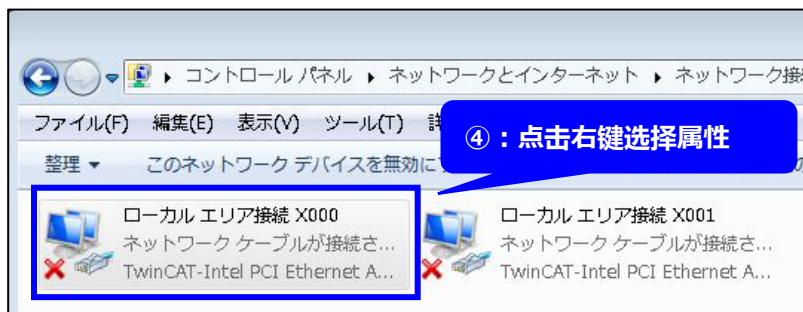 コントロール パネル ▸ ネットワークとインターネット ▸ ネットワーク接
ファイル(F) 編集(E) 表示(V) ツール(T) 詳
④：点击右键选择属性
整理 ▼ このネットワーク デバイスを無効に
ローカル エリア接続 X000
ネットワーク ケーブルが接続さ...
TwinCAT-Intel PCI Ethernet A...
ローカル エリア接続 X001
ネットワーク ケーブルが接続さ...
TwinCAT-Intel PCI Ethernet A...